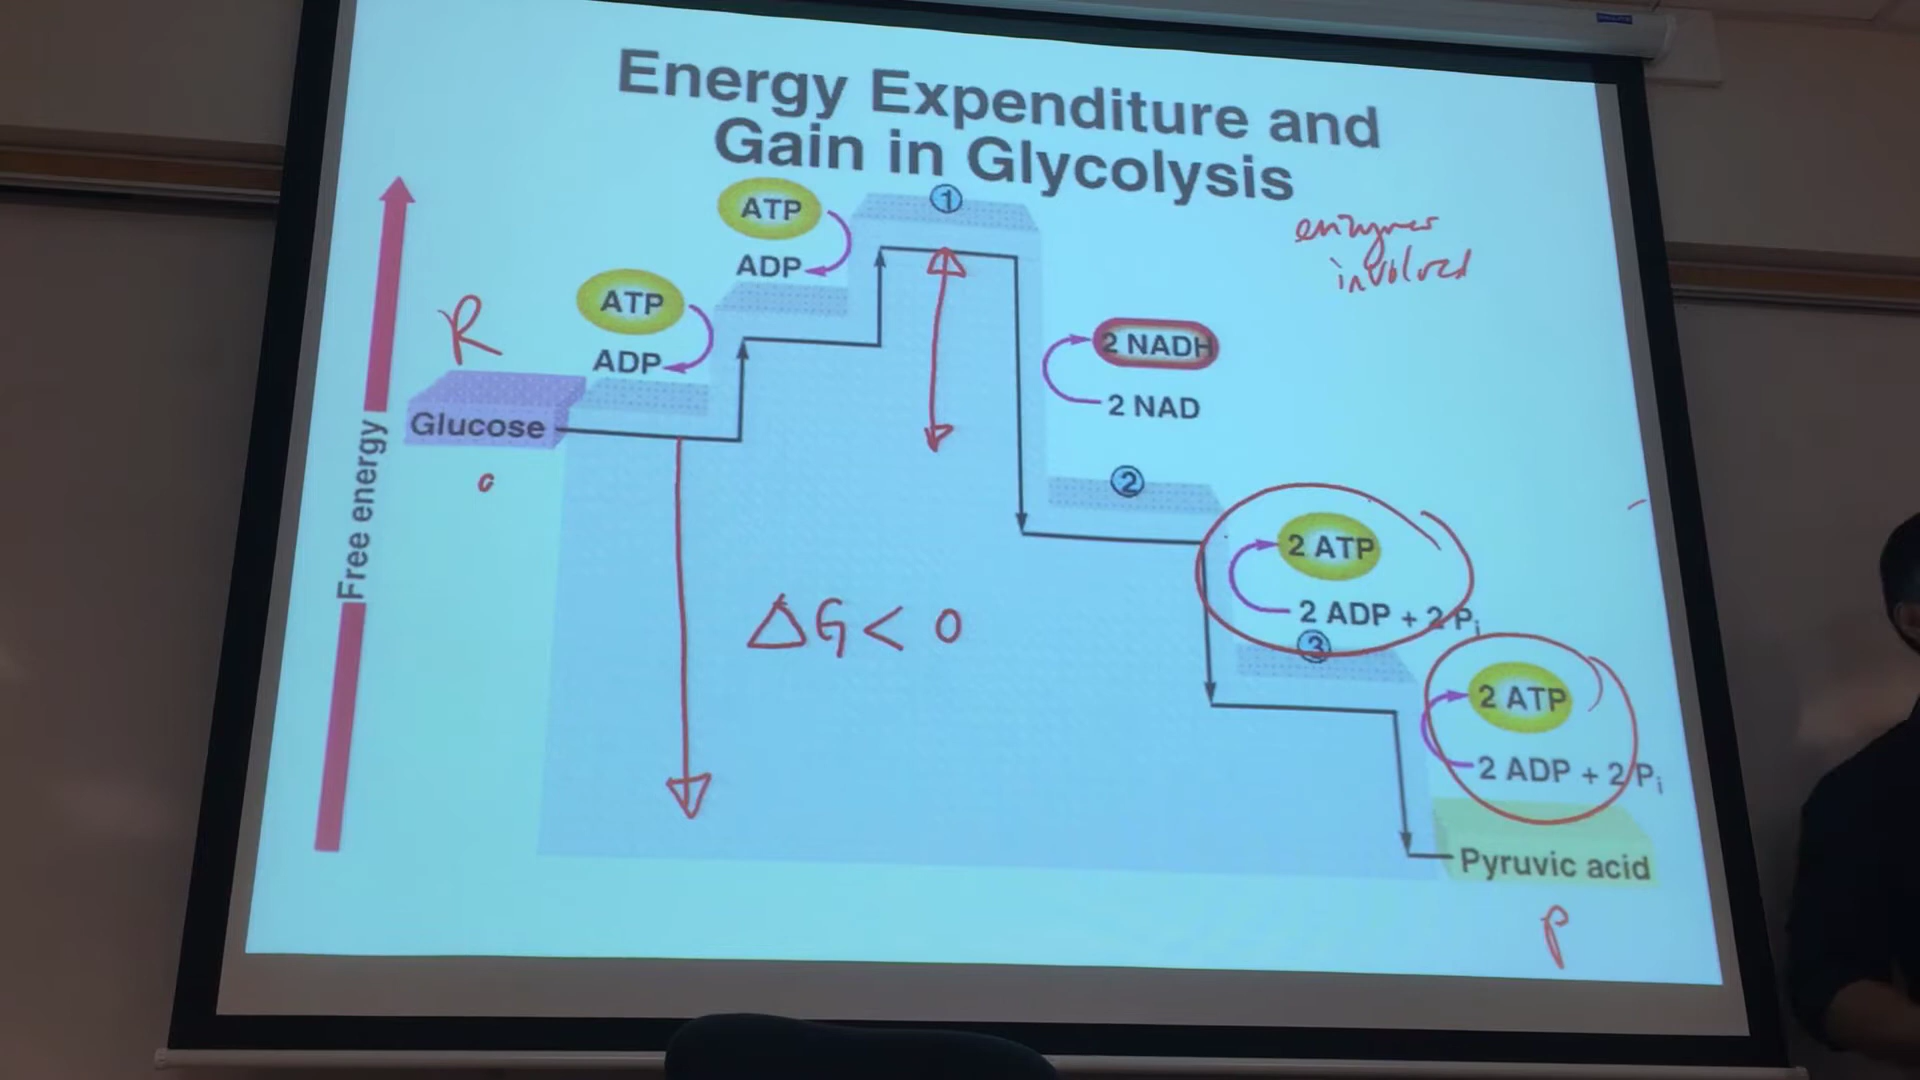 Energy Expenditure and
Gain in Glycolysis
enzymes
involved
ATP
ADP
1
ATP
ADP
R
Glucose
Free energy
2 NADH
2 NAD
2
2 ATP
2 ADP + 2 Pi
3
ΔG < 0
2 ATP
2 ADP + 2 Pi
Pyruvic acid
P